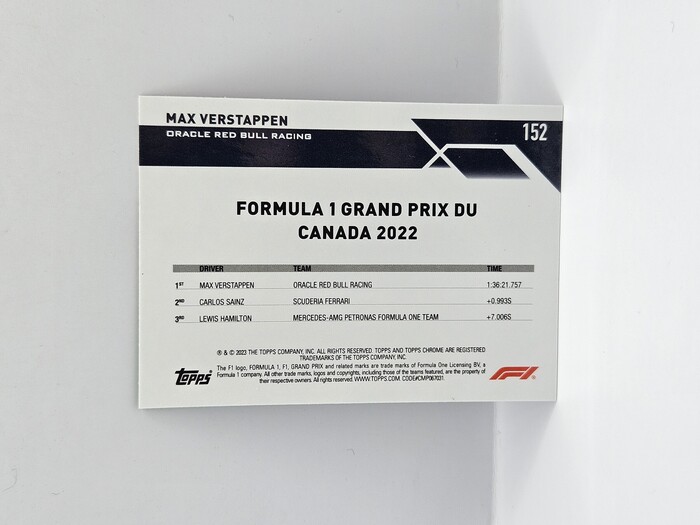 MAX VERSTAPPEN
ORACLE RED BULL RACING
152
FORMULA 1 GRAND PRIX DU
CANADA 2022
DRIVER TEAM TIME
1ST MAX VERSTAPPEN ORACLE RED BULL RACING 1:36:21.757
2ND CARLOS SAINZ SCUDERIA FERRARI +0.993S
3RD LEWIS HAMILTON MERCEDES-AMG PETRONAS FORMULA ONE TEAM +7.006S
® & © 2023 THE TOPPS COMPANY, INC. ALL RIGHTS RESERVED. TOPPS AND TOPPS CHROME ARE REGISTERED
TRADEMARKS OF THE TOPPS COMPANY, INC.
The F1 logo, FORMULA 1, F1, GRAND PRIX and related marks are trade marks of Formula One Licensing BV, a
Formula 1 company. All other trade marks, logos and copyrights, including those of the teams featured, are the property of
their respective owners. All rights reserved. WWW.TOPPS.COM. CODE#CMP067031.
Topps®
F1®